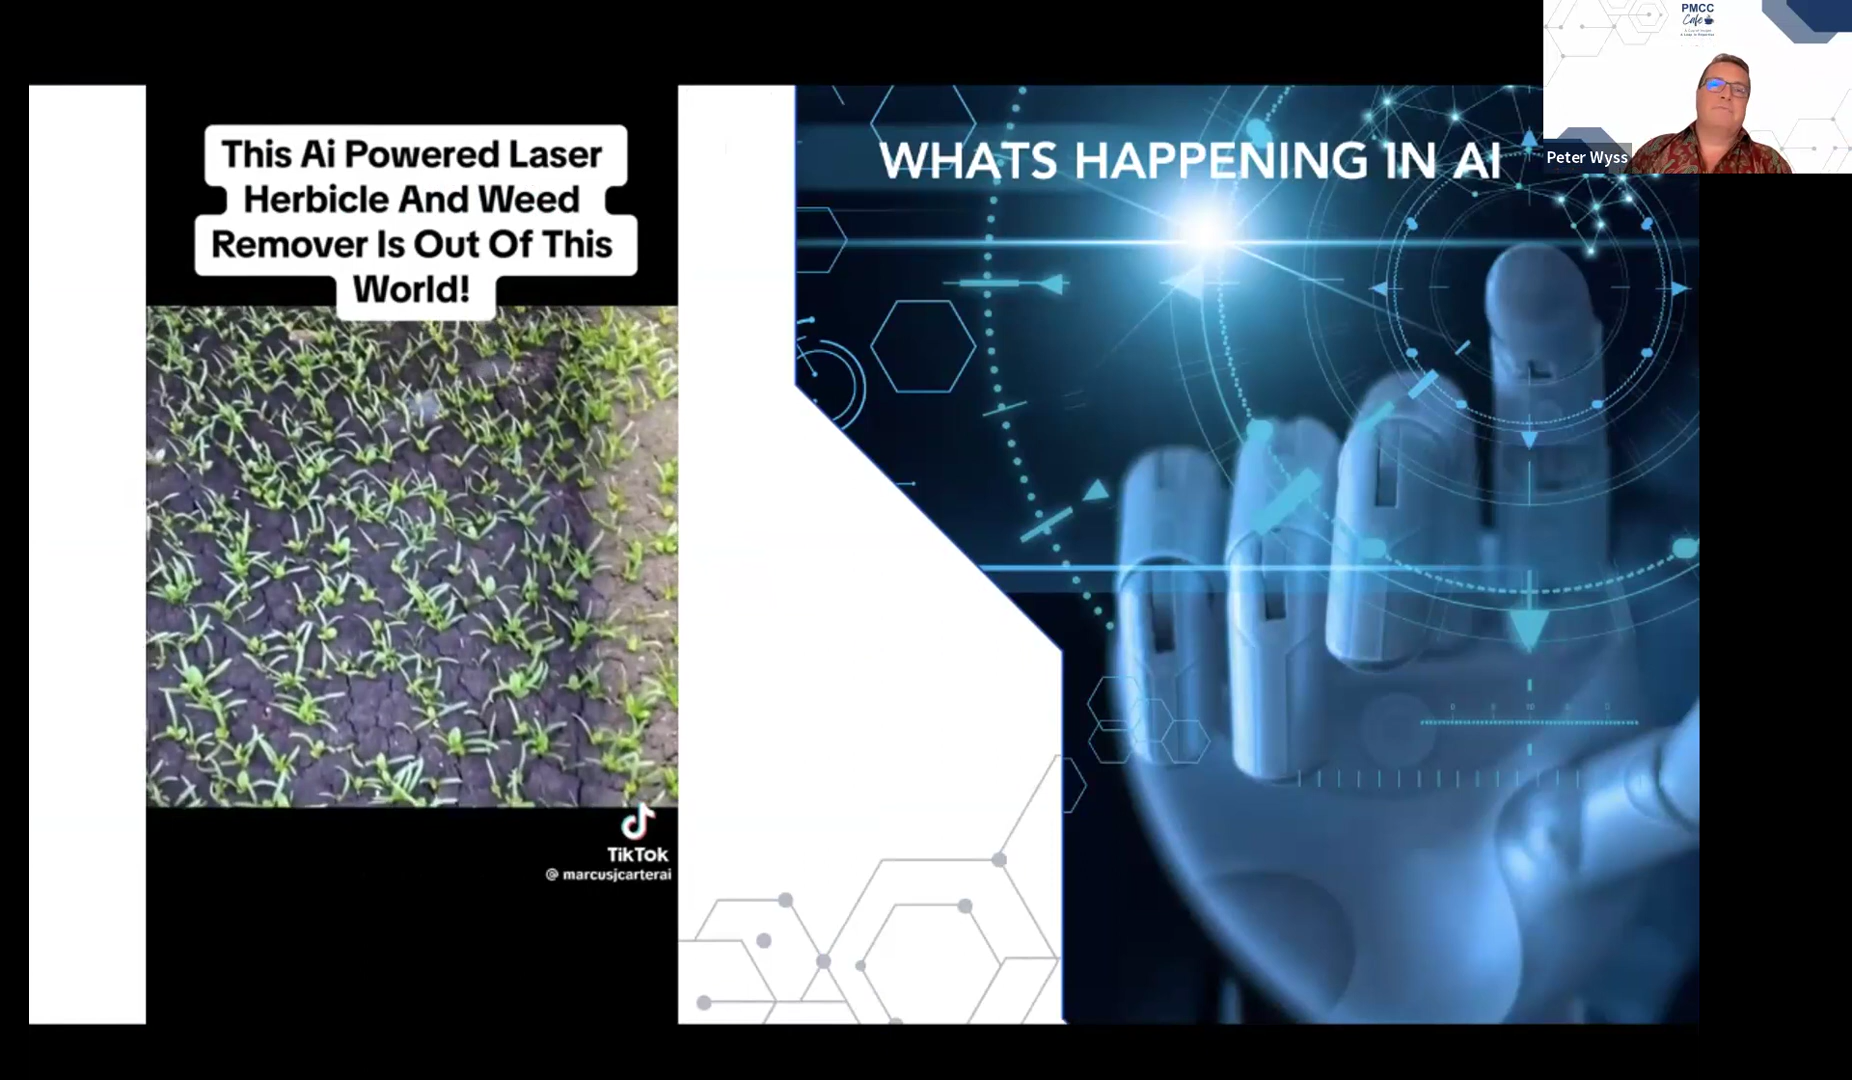 This Ai Powered Laser
Herbicle And Weed
Remover Is Out Of This
World!
TikTok
@ marcusjcarterai
WHATS HAPPENING IN AI
PMCC
Cafe
Peter Wyss